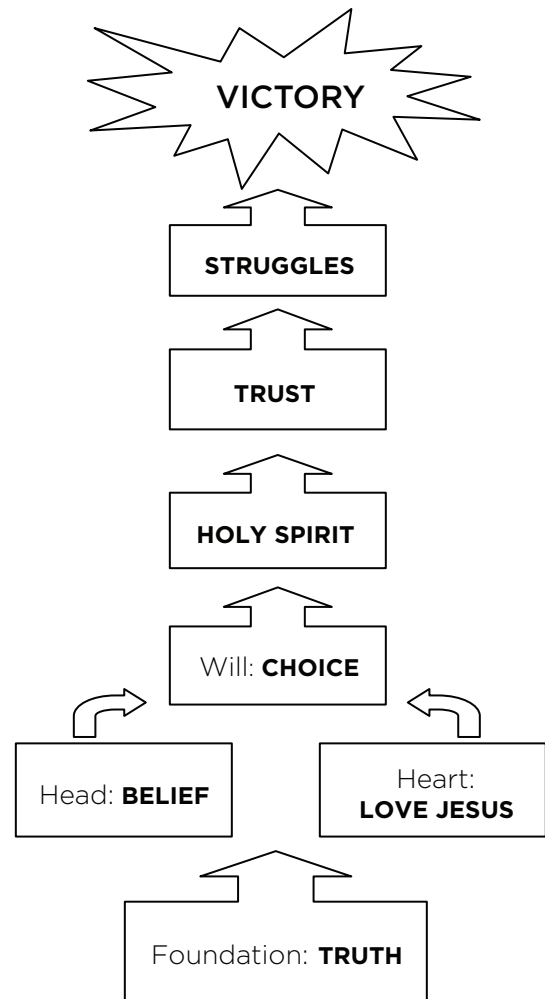 VICTORY
STRUGGLES
TRUST
HOLY SPIRIT
Will: CHOICE
Head: BELIEF
Heart:
LOVE JESUS
Foundation: TRUTH